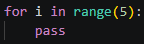 for i in range(5):
    pass